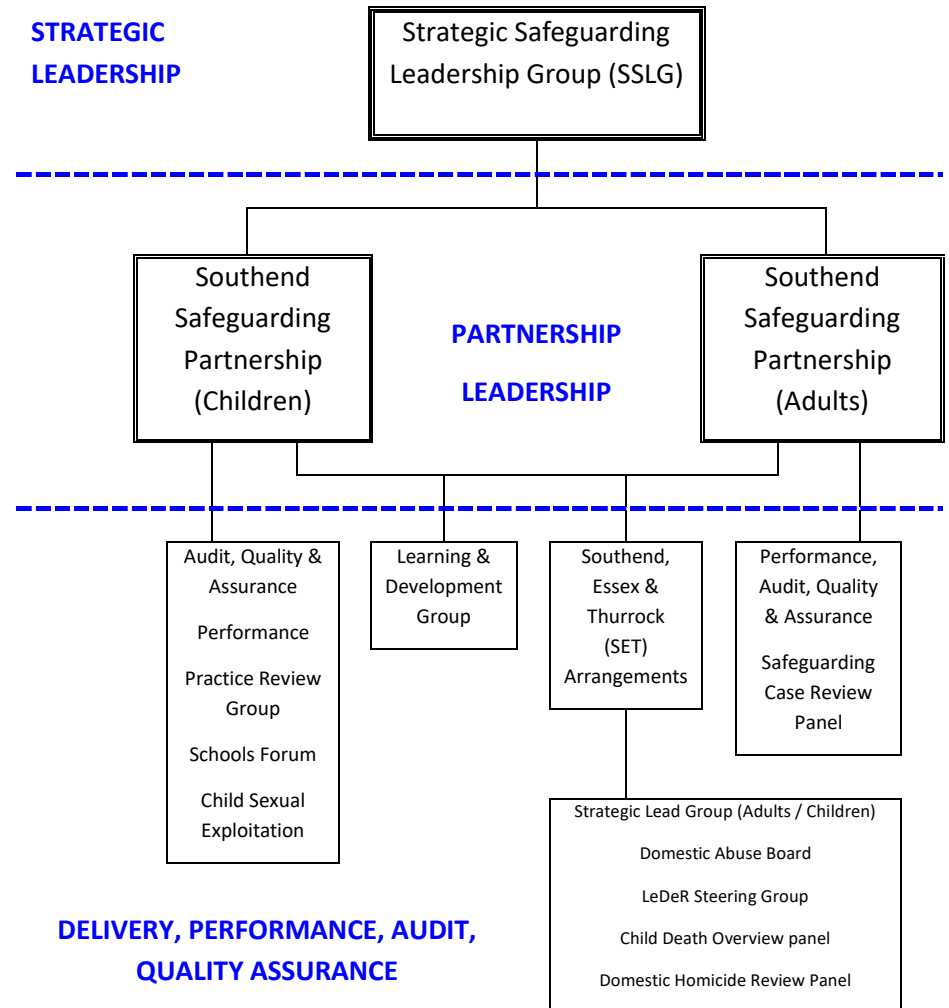 STRATEGIC
LEADERSHIP
Strategic Safeguarding
Leadership Group (SSLG)
Southend
Safeguarding
Partnership
(Children)
PARTNERSHIP
LEADERSHIP
Southend
Safeguarding
Partnership
(Adults)
Audit, Quality &
Assurance
Performance
Practice Review
Group
Schools Forum
Child Sexual
Exploitation
Learning &
Development
Group
Southend,
Essex &
Thurrock
(SET)
Arrangements
Performance,
Audit, Quality
& Assurance
Safeguarding
Case Review
Panel
Strategic Lead Group (Adults / Children)
Domestic Abuse Board
LeDeR Steering Group
Child Death Overview panel
Domestic Homicide Review Panel
DELIVERY, PERFORMANCE, AUDIT,
QUALITY ASSURANCE